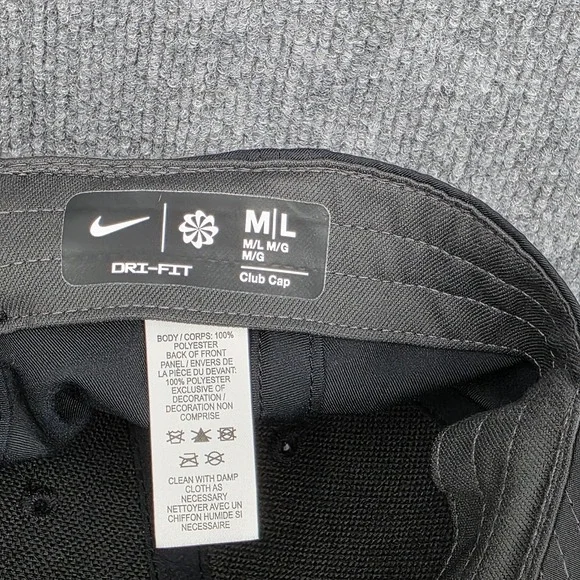 M|L
M/L M/G
M/G
DRI-FIT
Club Cap
BODY / CORPS: 100%
POLYESTER
BACK OF FRONT
PANEL / ENVERS DE
LA PIÈCE DU DEVANT:
100% POLYESTER
EXCLUSIVE OF
DECORATION /
DECORATION NON
COMPRISE
CLEAN WITH DAMP
CLOTH AS
NECESSARY
NETTOYER AVEC UN
CHIFFON HUMIDE SI
NECESSAIRE